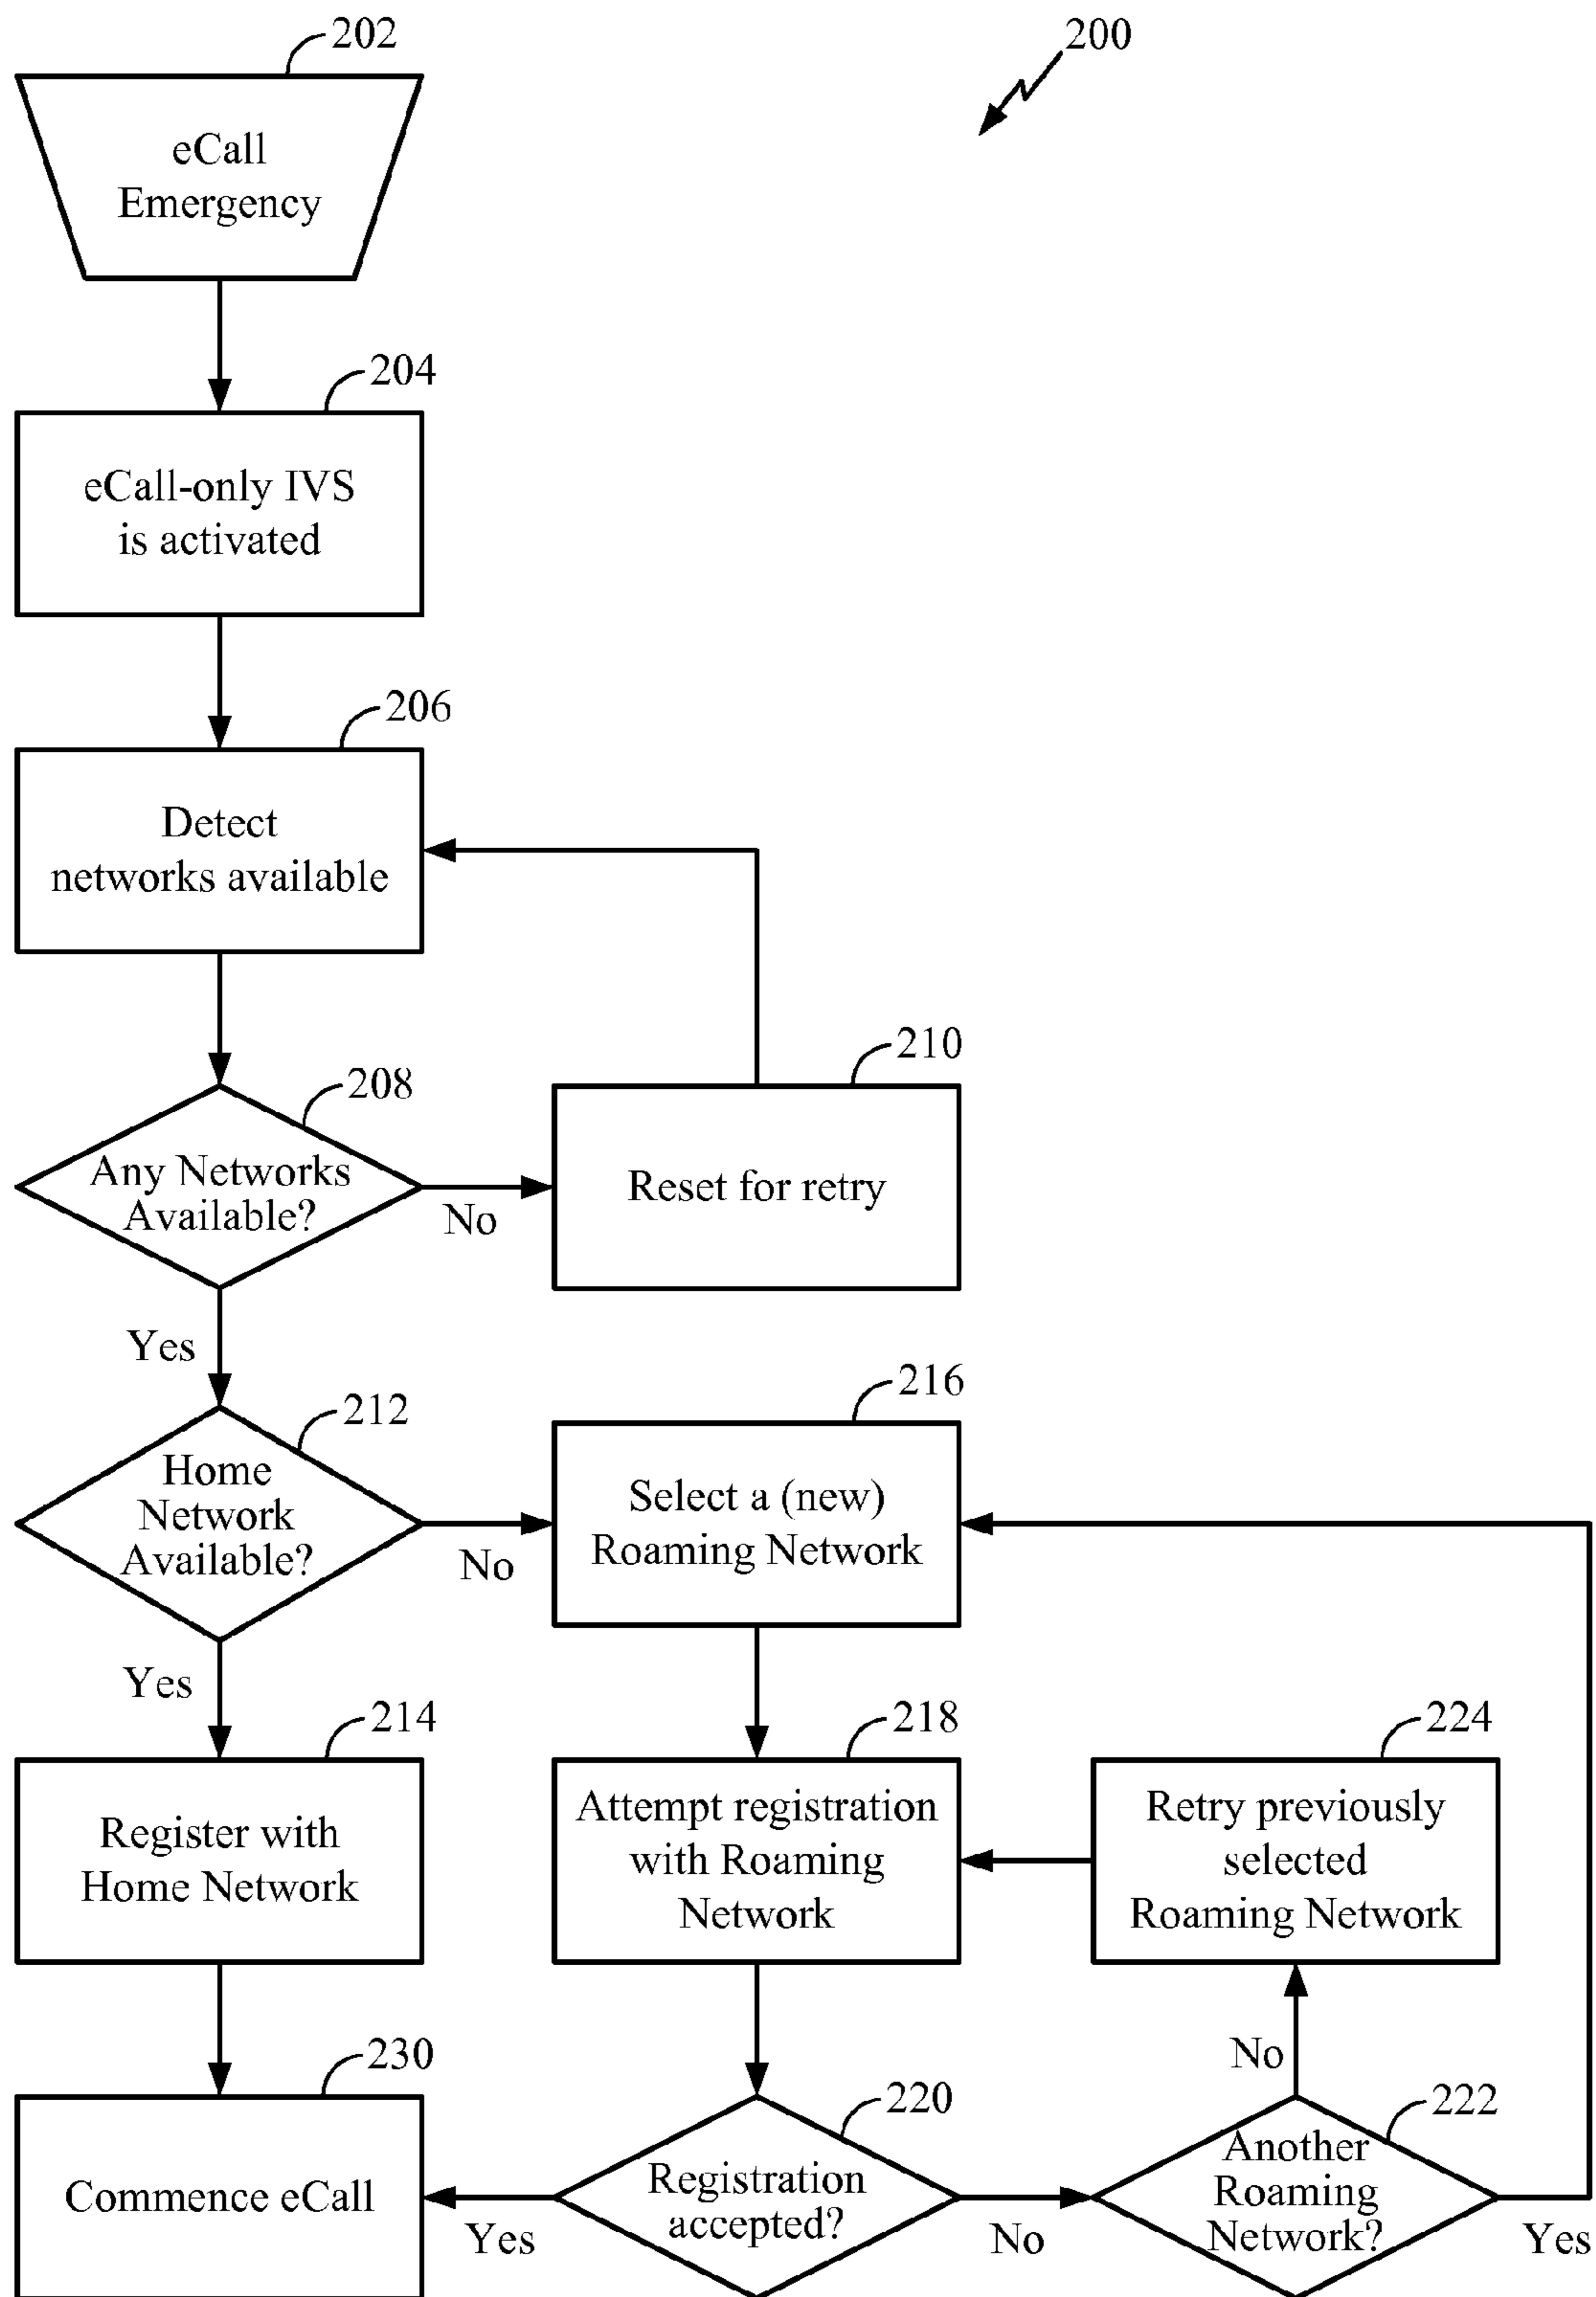 202
200
eCall
Emergency
204
eCall-only IVS
is activated
206
Detect
networks available
210
208
Any Networks
Available?
No
Reset for retry
Yes
216
212
Home
Network
Available?
No
Select a (new)
Roaming Network
Yes
214
218
224
Register with
Home Network
Attempt registration
with Roaming
Network
Retry previously
selected
Roaming Network
230
No
220
222
Commence eCall
Yes
Registration
accepted?
No
Another
Roaming
Network?
Yes